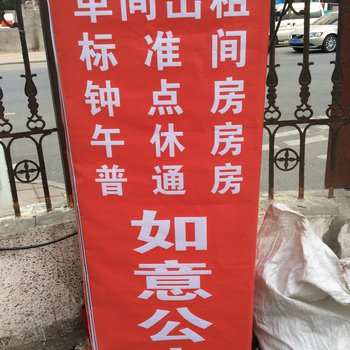 单间出租
标准间
钟点房
午休房
普通房
如意公